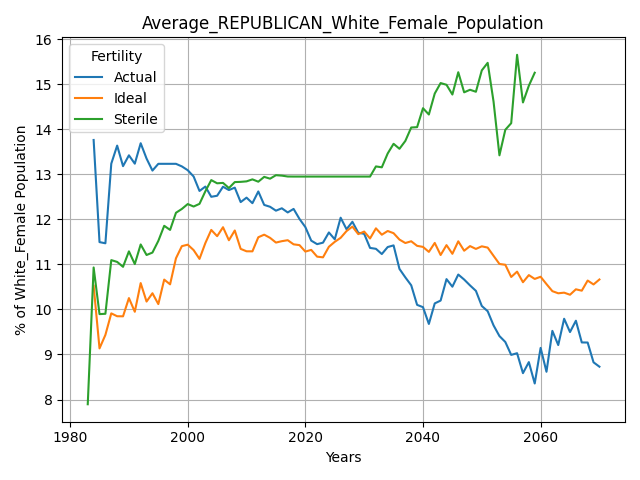 Average_REPUBLICAN_White_Female_Population
Fertility
Actual
Ideal
Sterile
% of White_Female Population
16
15
14
13
12
11
10
9
8
1980
2000
2020
2040
2060
Years